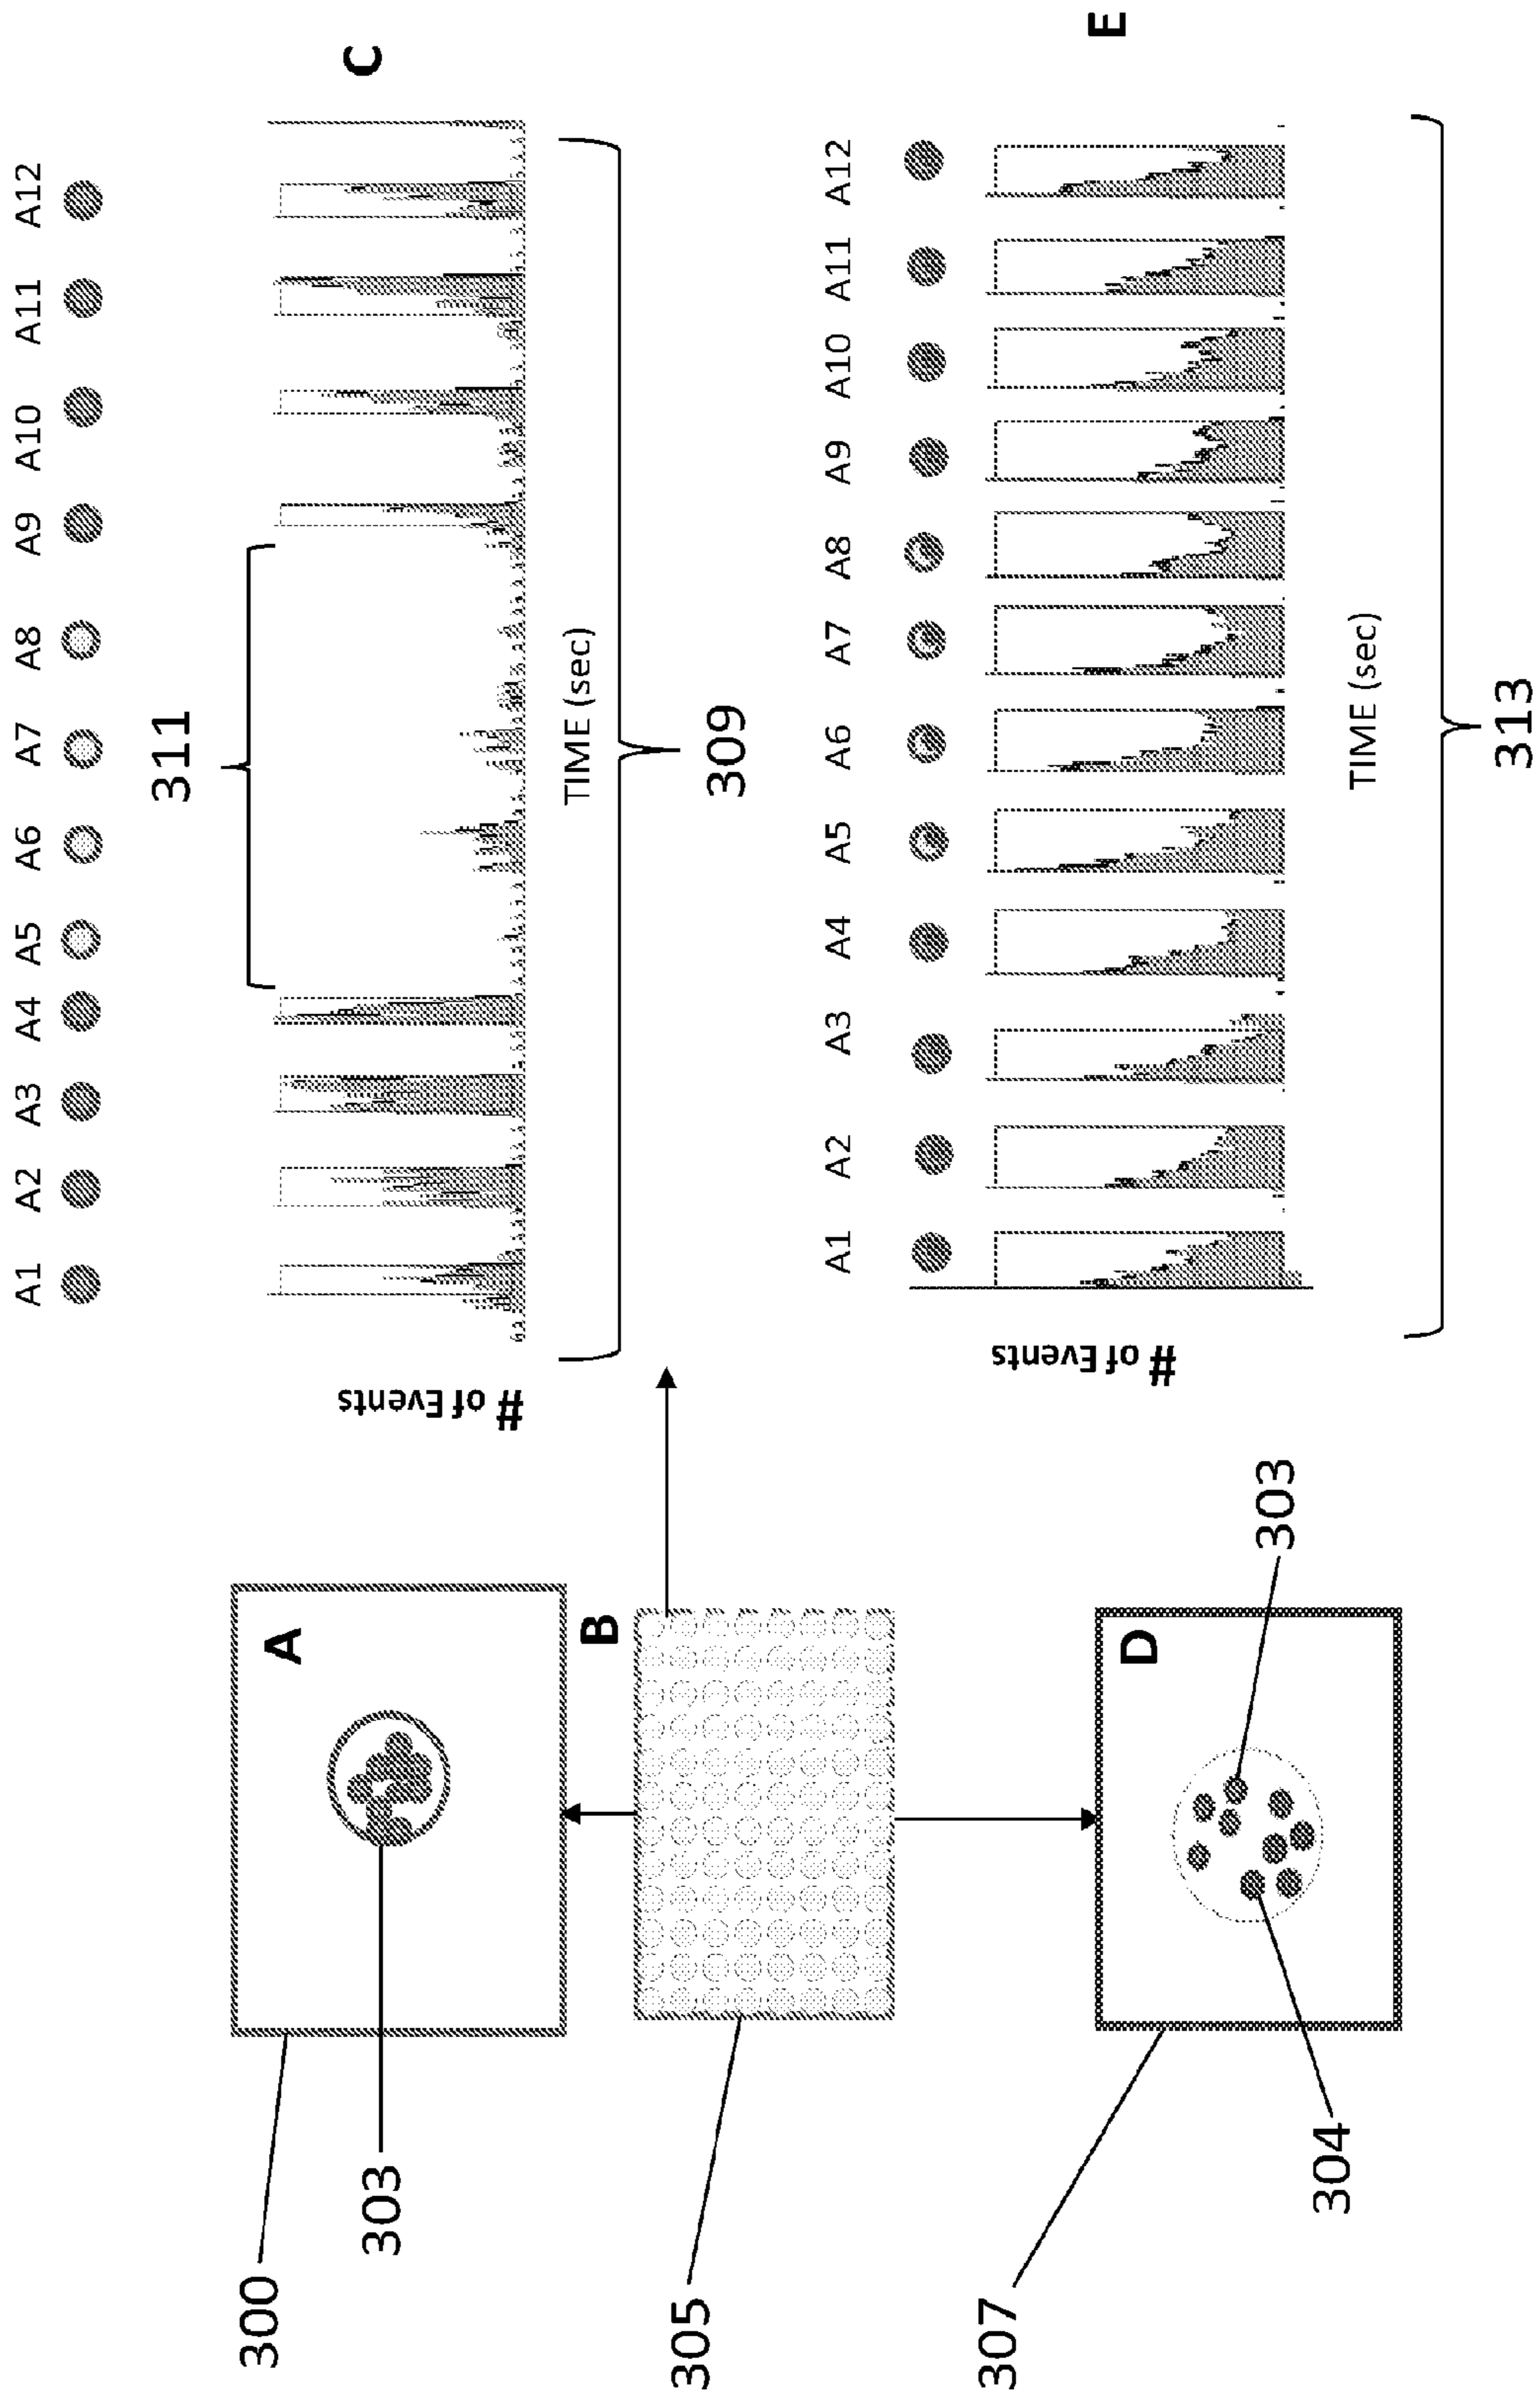 300
303
A
305
B
307
D
304
303
A1 A2 A3 A4 A5 A6 A7 A8 A9 A10 A11 A12
311
C
# of Events
TIME (sec)
309
A1 A2 A3 A4 A5 A6 A7 A8 A9 A10 A11 A12
E
# of Events
TIME (sec)
313